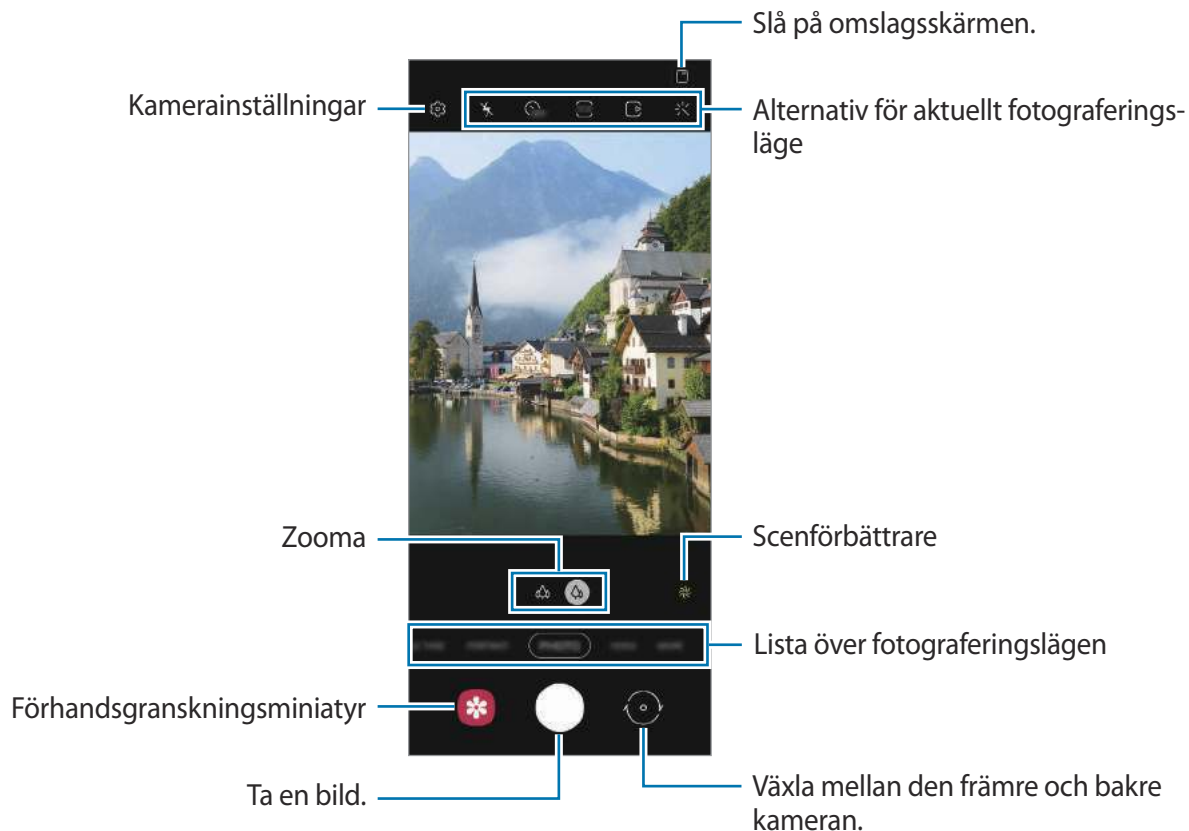 Slå på omslagsskärmen.
Kamerainställningar
Alternativ för aktuellt fotograferings-
läge
Zooma
Scenförbättrare
Lista över fotograferingslägen
Förhandsgranskningsminiatyr
Ta en bild.
Växla mellan den främre och bakre
kameran.